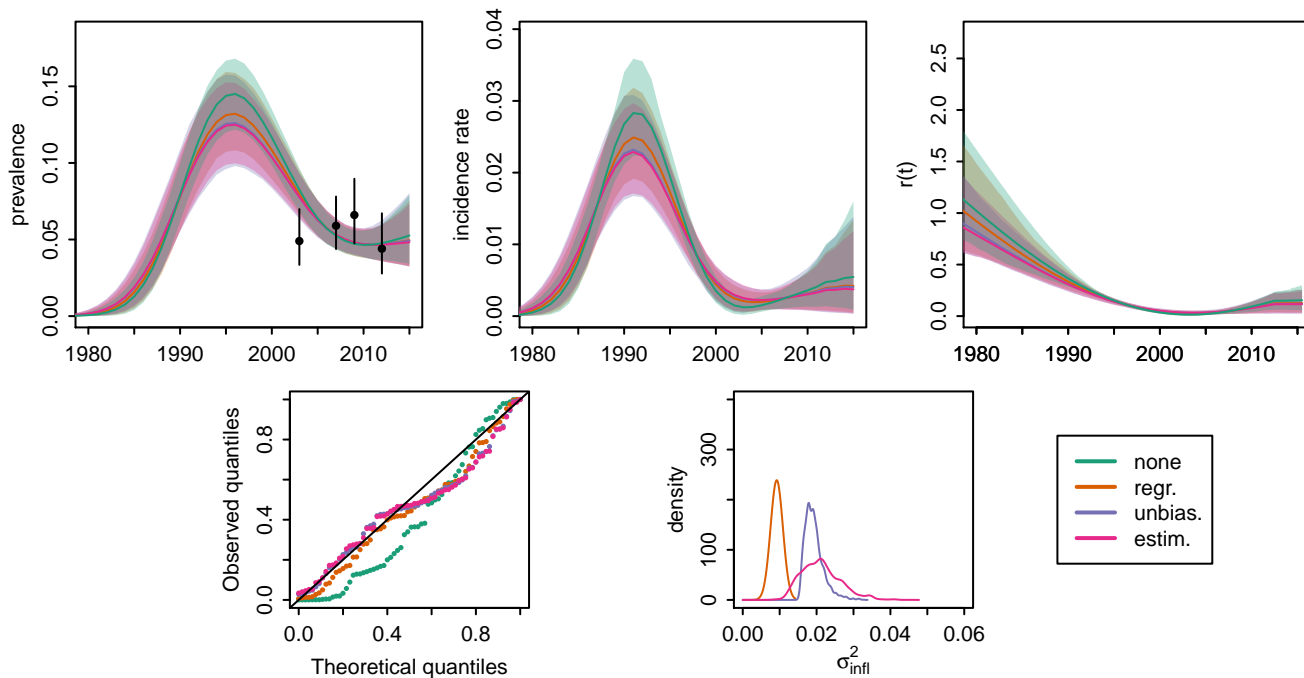 prevalence
0.00 0.05 0.10 0.15
1980 1990 2000 2010
incidence rate
0.00 0.01 0.02 0.03 0.04
1980 1990 2000 2010
r(t)
0.0 0.5 1.0 1.5 2.0 2.5
1980 1990 2000 2010
Observed quantiles
0.0 0.4 0.8
0.0 0.4 0.8
Theoretical quantiles
density
0 100 300
0.00 0.02 0.04 0.06
σ²infl
none
regr.
unbias.
estim.